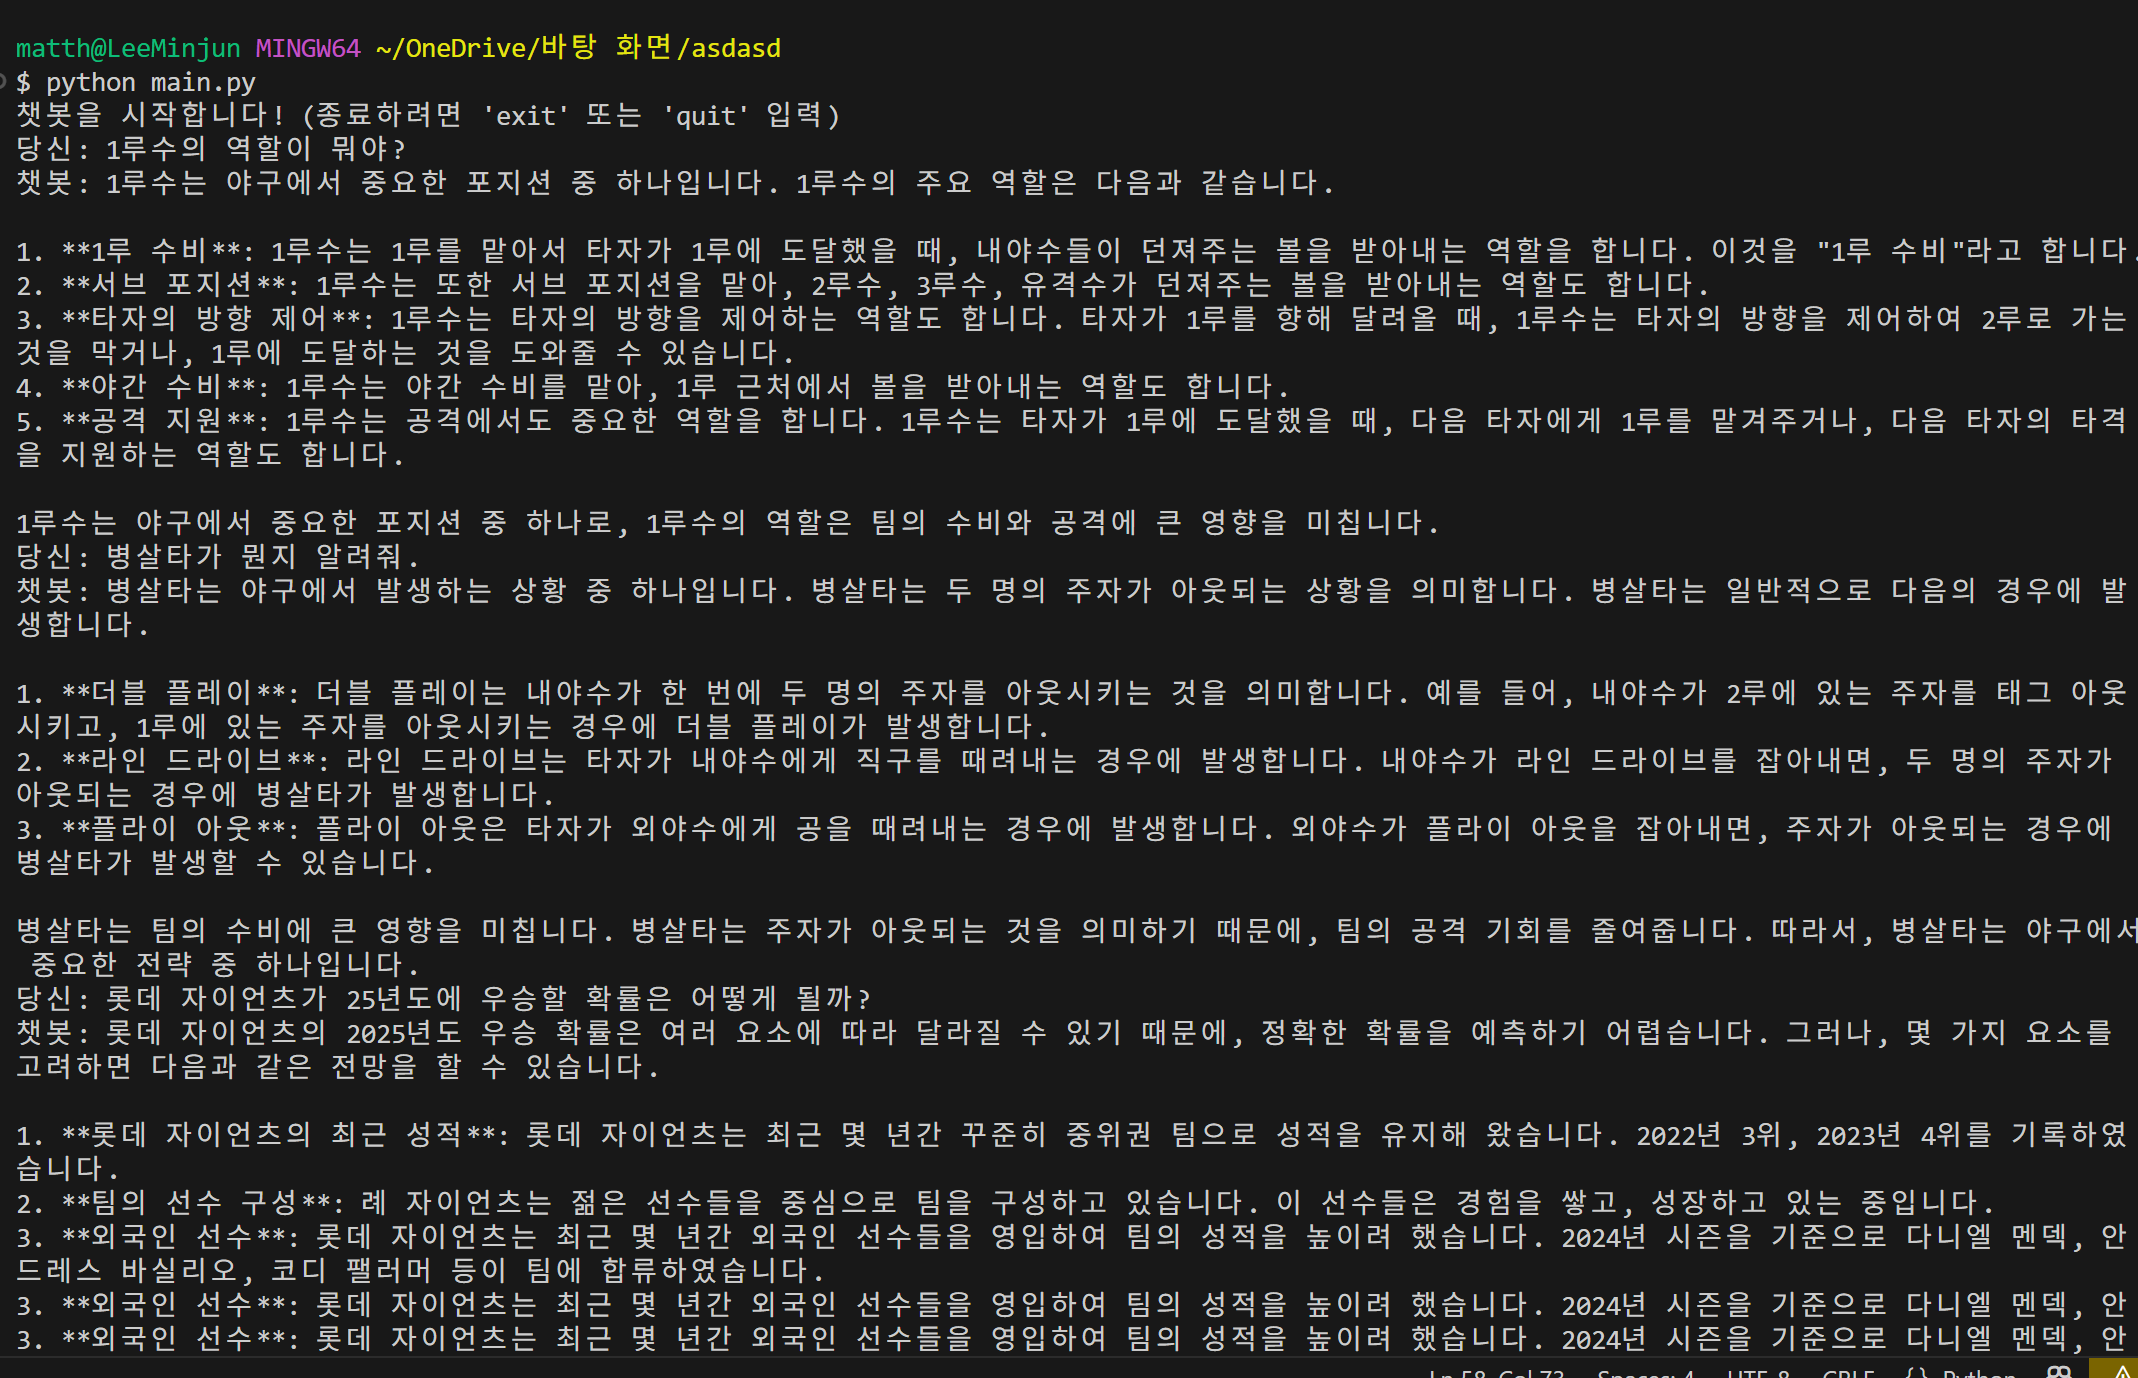 matth@LeeMinjun MINGW64 ~/OneDrive/바탕 화면/asdasd
$ python main.py
챗봇을 시작합니다! (종료하려면 'exit' 또는 'quit' 입력)
당신: 1루수의 역할이 뭐야?
챗봇: 1루수는 야구에서 중요한 포지션 중 하나입니다. 1루수의 주요 역할은 다음과 같습니다.
1. **1루 수비**: 1루수는 1루를 맡아서 타자가 1루에 도달했을 때, 내야수들이 던져주는 볼을 받아내는 역할을 합니다. 이것을 "1루 수비"라고 합니다.
2. **서브 포지션**: 1루수는 또한 서브 포지션을 맡아, 2루수, 3루수, 유격수가 던져주는 볼을 받아내는 역할도 합니다.
3. **타자의 방향 제어**: 1루수는 타자의 방향을 제어하는 역할도 합니다. 타자가 1루를 향해 달려올 때, 1루수는 타자의 방향을 제어하여 2루로 가는
것을 막거나, 1루에 도달하는 것을 도와줄 수 있습니다.
4. **야간 수비**: 1루수는 야간 수비를 맡아, 1루 근처에서 볼을 받아내는 역할도 합니다.
5. **공격 지원**: 1루수는 공격에서도 중요한 역할을 합니다. 1루수는 타자가 1루에 도달했을 때, 다음 타자에게 1루를 맡겨주거나, 다음 타자의 타격
을 지원하는 역할도 합니다.
1루수는 야구에서 중요한 포지션 중 하나로, 1루수의 역할은 팀의 수비와 공격에 큰 영향을 미칩니다.
당신: 병살타가 뭔지 알려줘.
챗봇: 병살타는 야구에서 발생하는 상황 중 하나입니다. 병살타는 두 명의 주자가 아웃되는 상황을 의미합니다. 병살타는 일반적으로 다음의 경우에 발
생합니다.
1. **더블 플레이**: 더블 플레이는 내야수가 한 번에 두 명의 주자를 아웃시키는 것을 의미합니다. 예를 들어, 내야수가 2루에 있는 주자를 태그 아웃
시키고, 1루에 있는 주자를 아웃시키는 경우에 더블 플레이가 발생합니다.
2. **라인 드라이브**: 라인 드라이브는 타자가 내야수에게 직구를 때려내는 경우에 발생합니다. 내야수가 라인 드라이브를 잡아내면, 두 명의 주자가
아웃되는 경우에 병살타가 발생합니다.
3. **플라이 아웃**: 플라이 아웃은 타자가 외야수에게 공을 때려내는 경우에 발생합니다. 외야수가 플라이 아웃을 잡아내면, 주자가 아웃되는 경우에
병살타가 발생할 수 있습니다.
병살타는 팀의 수비에 큰 영향을 미칩니다. 병살타는 주자가 아웃되는 것을 의미하기 때문에, 팀의 공격 기회를 줄여줍니다. 따라서, 병살타는 야구에서
중요한 전략 중 하나입니다.
당신: 롯데 자이언츠가 25년도에 우승할 확률은 어떻게 될까?
챗봇: 롯데 자이언츠의 2025년도 우승 확률은 여러 요소에 따라 달라질 수 있기 때문에, 정확한 확률을 예측하기 어렵습니다. 그러나, 몇 가지 요소를
고려하면 다음과 같은 전망을 할 수 있습니다.
1. **롯데 자이언츠의 최근 성적**: 롯데 자이언츠는 최근 몇 년간 꾸준히 중위권 팀으로 성적을 유지해 왔습니다. 2022년 3위, 2023년 4위를 기록하였
습니다.
2. **팀의 선수 구성**: 례 자이언츠는 젊은 선수들을 중심으로 팀을 구성하고 있습니다. 이 선수들은 경험을 쌓고, 성장하고 있는 중입니다.
3. **외국인 선수**: 롯데 자이언츠는 최근 몇 년간 외국인 선수들을 영입하여 팀의 성적을 높이려 했습니다. 2024년 시즌을 기준으로 다니엘 멘덱, 안
드레스 바실리오, 코디 팰러머 등이 팀에 합류하였습니다.
3. **외국인 선수**: 롯데 자이언츠는 최근 몇 년간 외국인 선수들을 영입하여 팀의 성적을 높이려 했습니다. 2024년 시즌을 기준으로 다니엘 멘덱, 안
3. **외국인 선수**: 롯데 자이언츠는 최근 몇 년간 외국인 선수들을 영입하여 팀의 성적을 높이려 했습니다. 2024년 시즌을 기준으로 다니엘 멘덱, 안
Ln 58, Col 73 Spaces: 4 UTF-8 CRLF {} Python